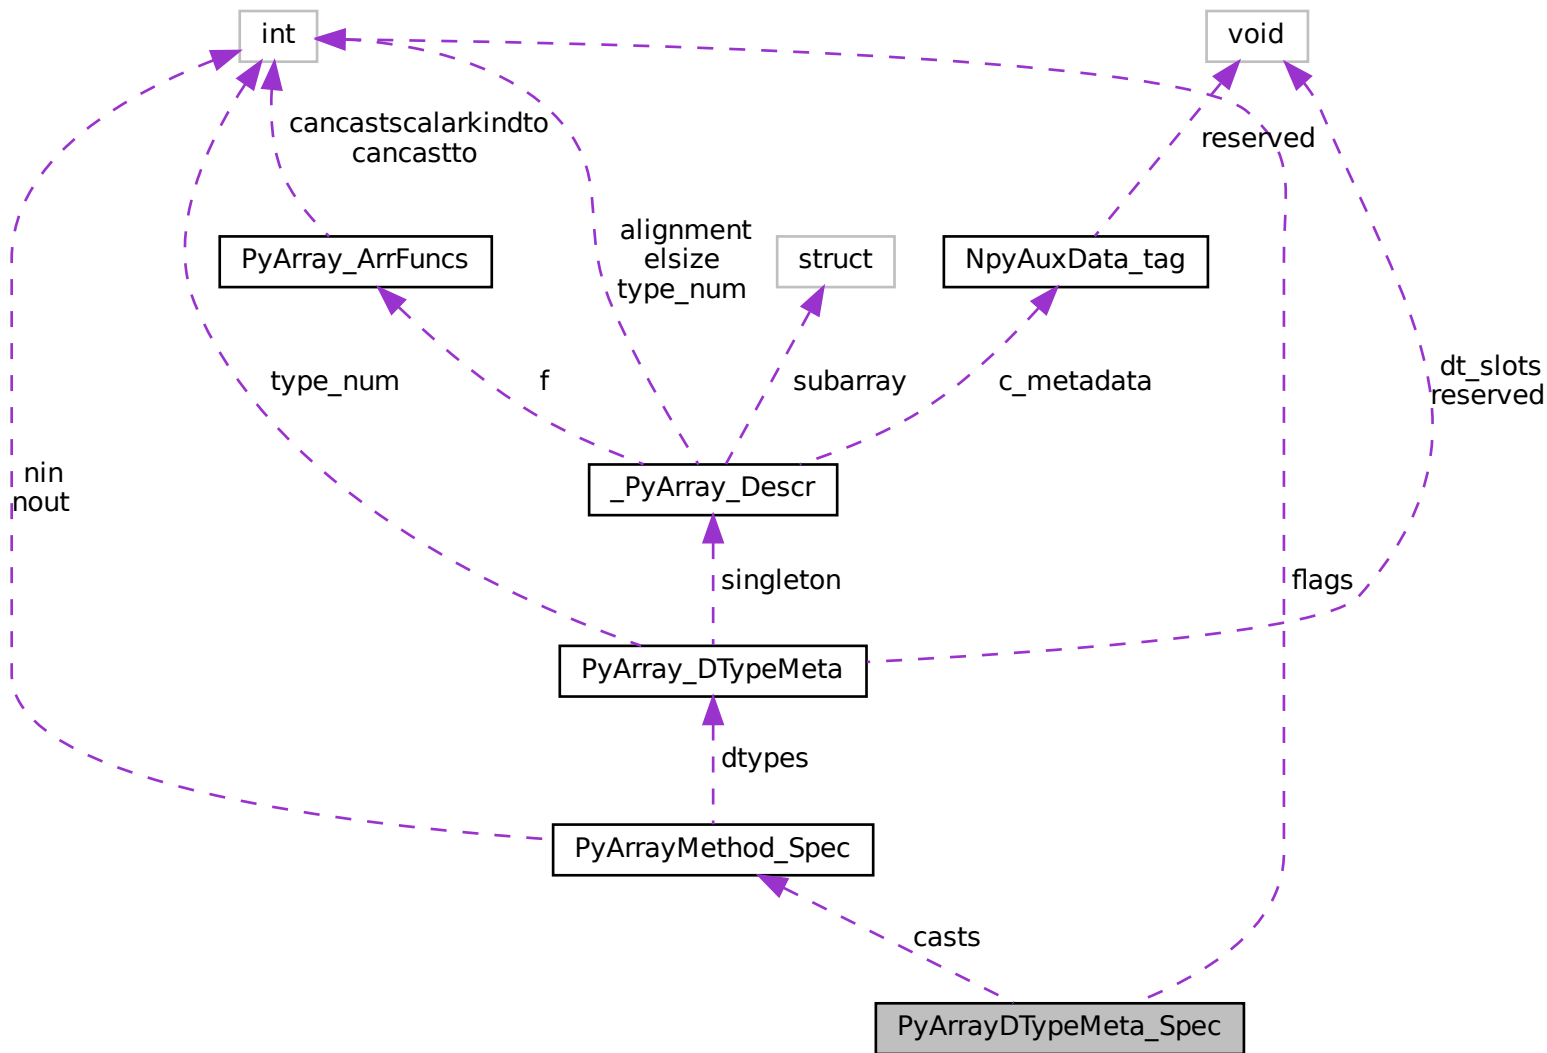 int
void
cancastscalarkindto
cancastto
reserved
alignment
elsize
type_num
PyArray_ArrFuncs
struct
NpyAuxData_tag
dt_slots
reserved
type_num
f
subarray
c_metadata
nin
nout
_PyArray_Descr
singleton
flags
PyArray_DTypeMeta
dtypes
PyArrayMethod_Spec
casts
PyArrayDTypeMeta_Spec